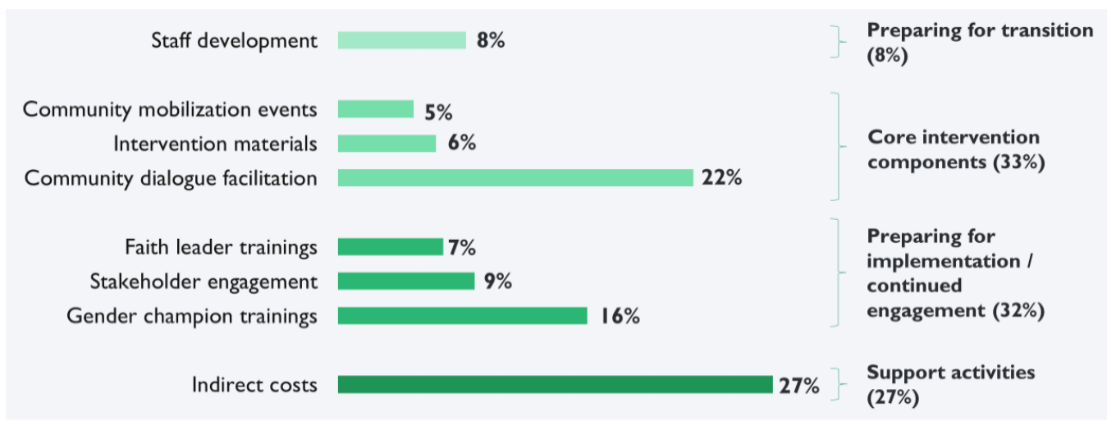 Staff development 8% Preparing for transition
(8%)
Community mobilization events 5%
Intervention materials 6% Core intervention
components (33%)
Community dialogue facilitation 22%
Faith leader trainings 7% Preparing for
implementation /
Stakeholder engagement 9% continued
engagement (32%)
Gender champion trainings 16%
Indirect costs 27% Support activities
(27%)